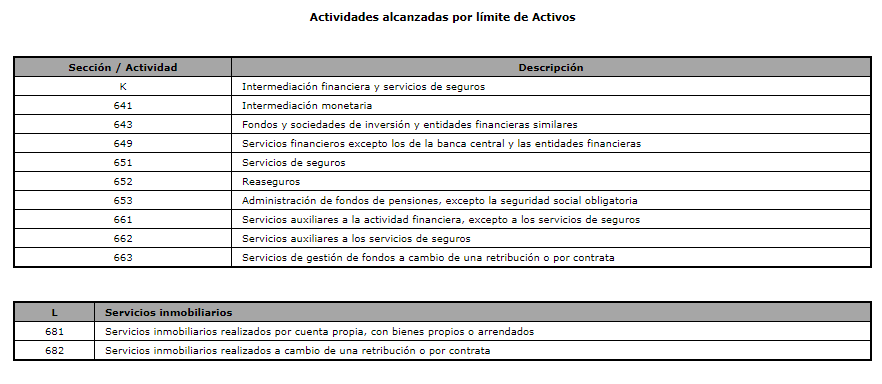 Actividades alcanzadas por límite de Activos
Sección / Actividad Descripción
K Intermediación financiera y servicios de seguros
641 Intermediación monetaria
643 Fondos y sociedades de inversión y entidades financieras similares
649 Servicios financieros excepto los de la banca central y las entidades financieras
651 Servicios de seguros
652 Reaseguros
653 Administración de fondos de pensiones, excepto la seguridad social obligatoria
661 Servicios auxiliares a la actividad financiera, excepto a los servicios de seguros
662 Servicios auxiliares a los servicios de seguros
663 Servicios de gestión de fondos a cambio de una retribución o por contrata
L Servicios inmobiliarios
681 Servicios inmobiliarios realizados por cuenta propia, con bienes propios o arrendados
682 Servicios inmobiliarios realizados a cambio de una retribución o por contrata